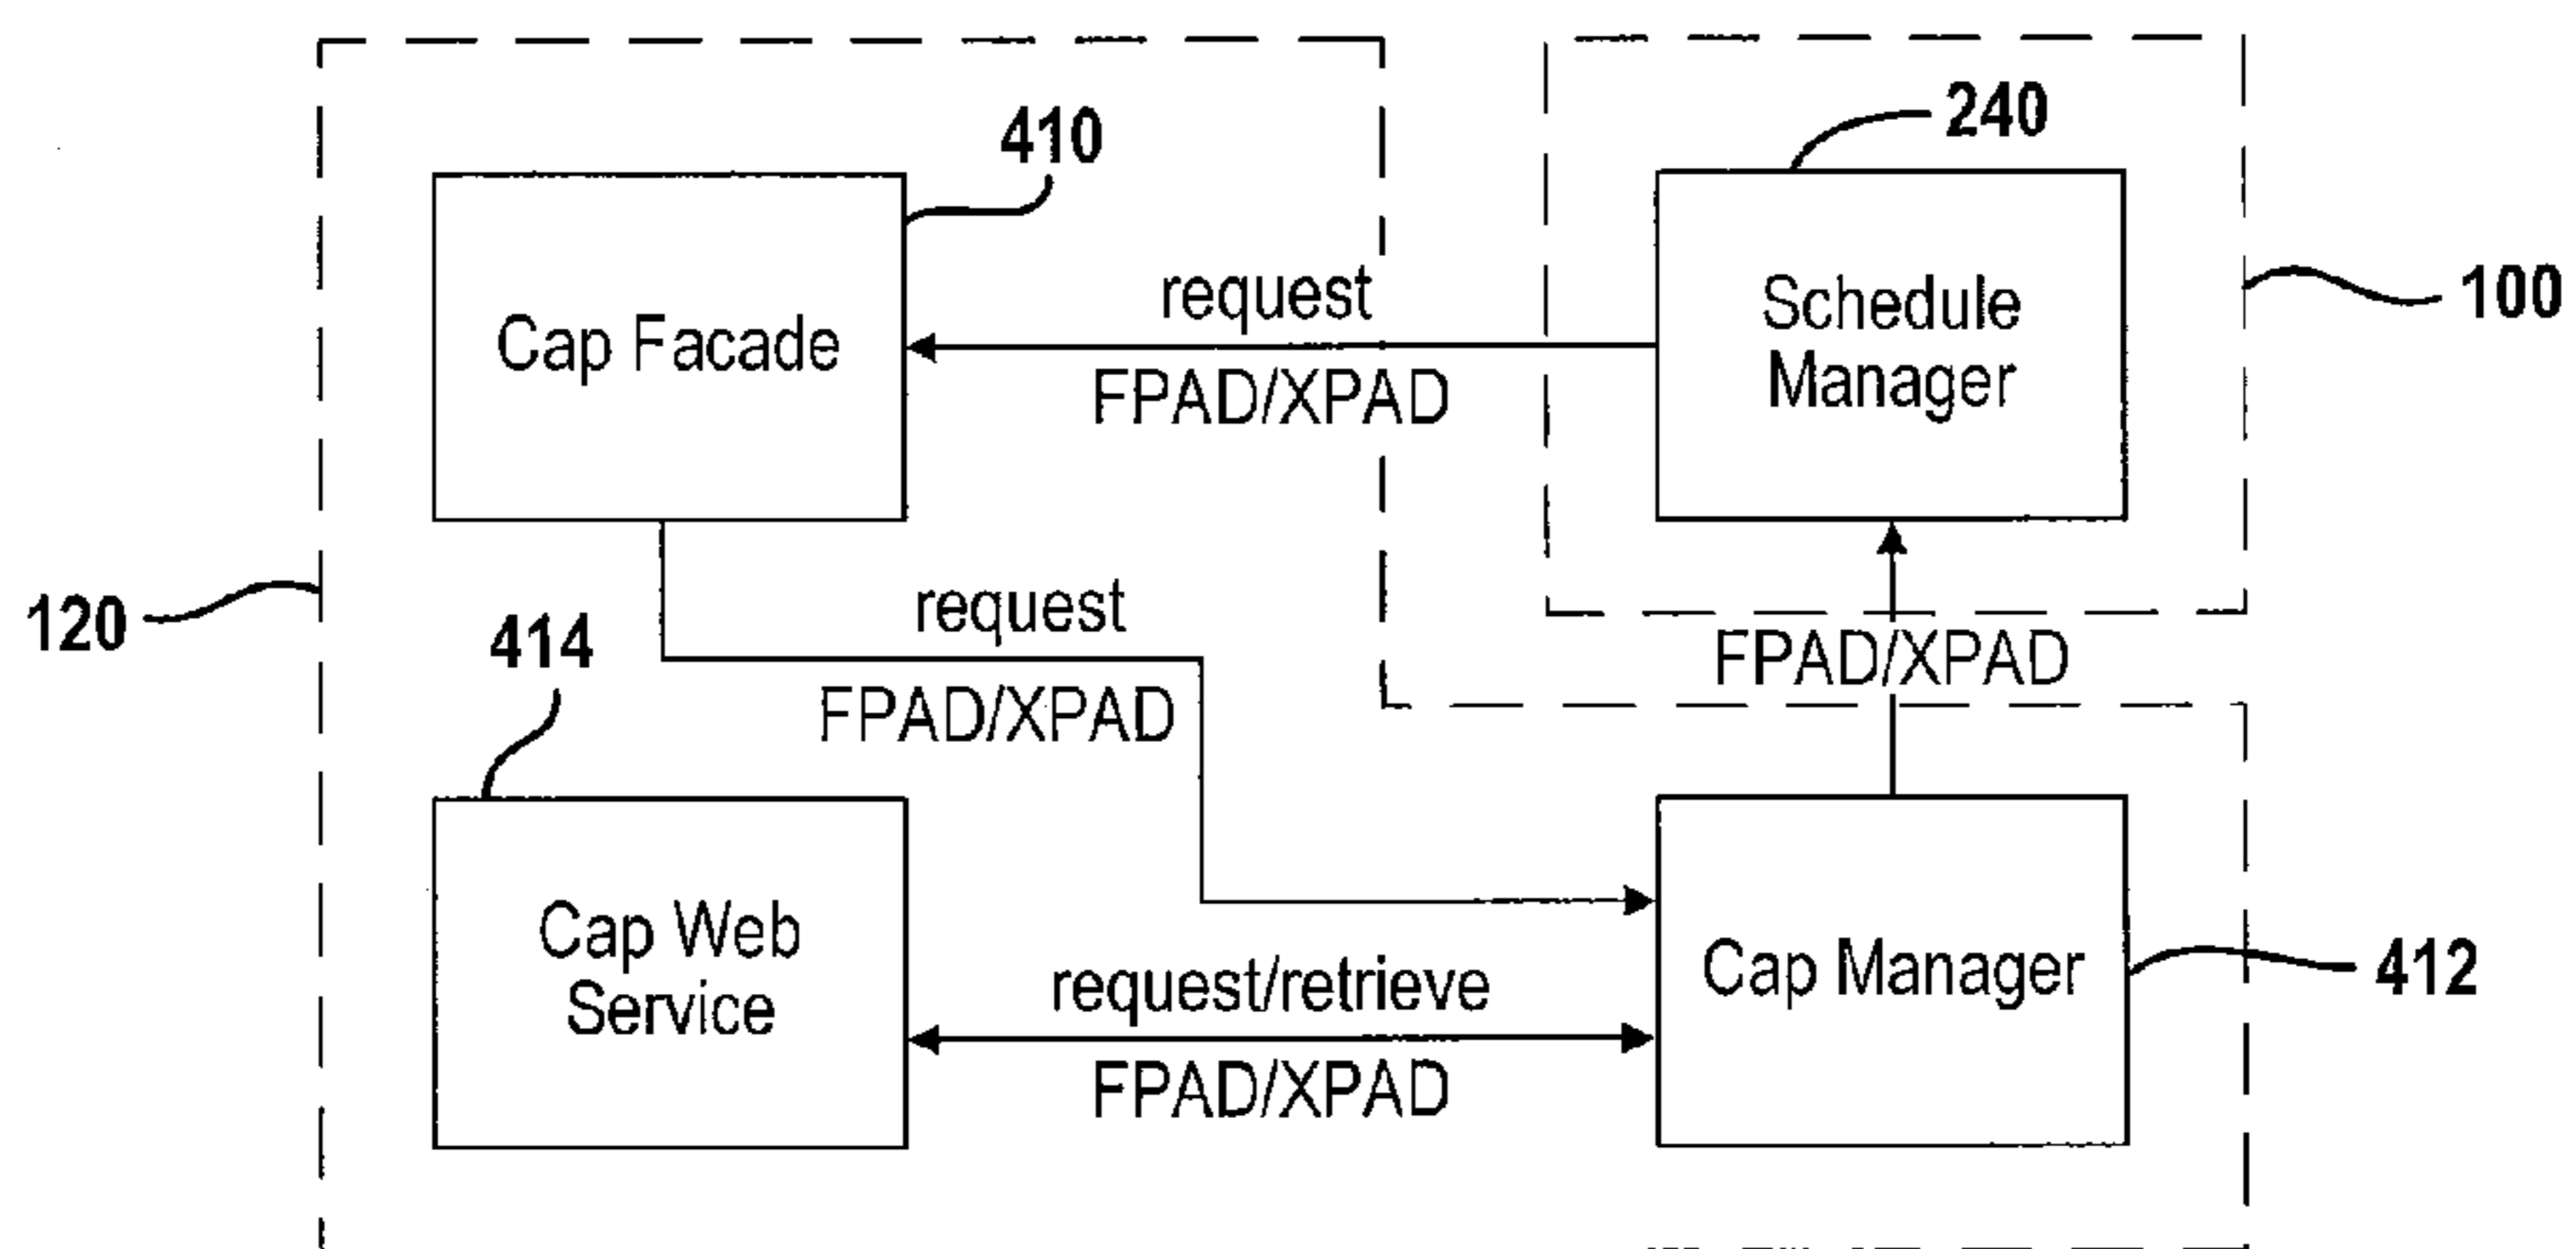 240
410
100
Schedule
Manager
request
FPAD/XPAD
Cap Facade
120
414
request
FPAD/XPAD
FPAD/XPAD
Cap Web
Service
request/retrieve
FPAD/XPAD
Cap Manager
412